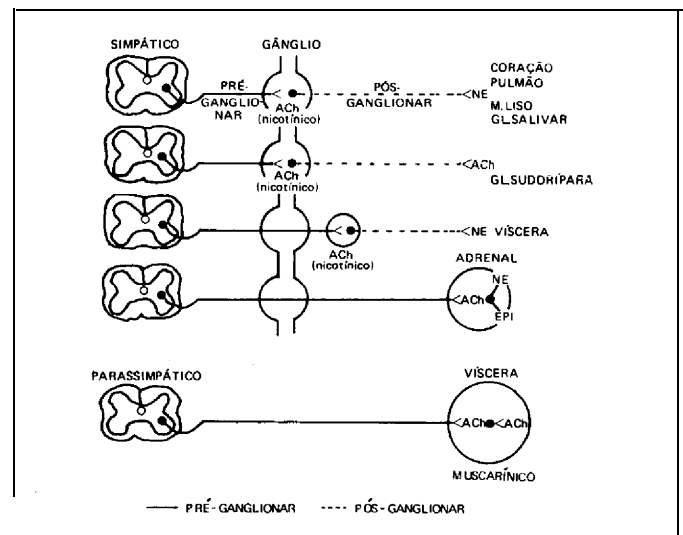 SIMPÁTICO
GÂNGLIO
PRÉ-
GANGLIO-
NAR
ACh
(nicotínico)
PÓS-
GANGLIONAR
<NE
CORAÇÃO
PULMÃO
M.LISO
GL.SALIVAR
ACh
(nicotínico)
<ACh
GL.SUDORÍPARA
ACh
(nicotínico)
<NE VÍSCERA
ADRENAL
<ACh
NE
EPI
PARASSIMPÁTICO
VÍSCERA
<ACh <ACh
MUSCARÍNICO
PRÉ-GANGLIONAR PÓS-GANGLIONAR